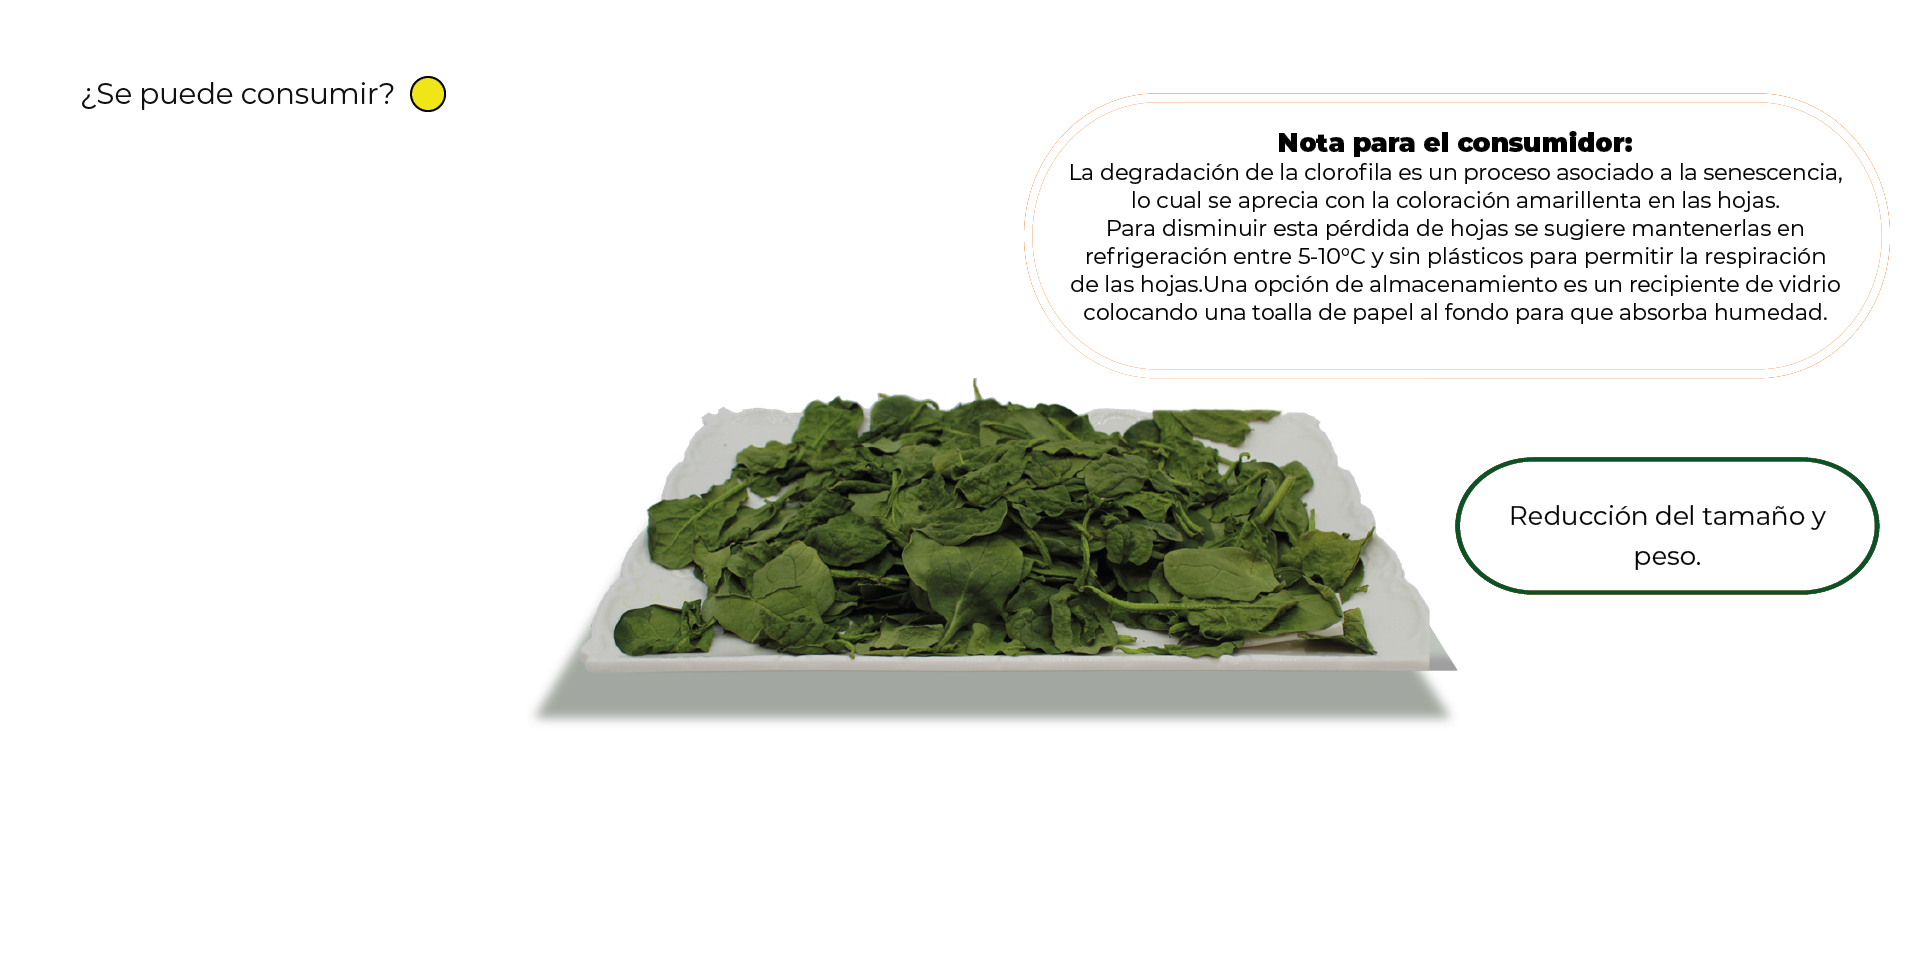 ¿Se puede consumir?
Nota para el consumidor:
La degradación de la clorofila es un proceso asociado a la senescencia,
lo cual se aprecia con la coloración amarillenta en las hojas.
Para disminuir esta pérdida de hojas se sugiere mantenerlas en
refrigeración entre 5-10°C y sin plásticos para permitir la respiración
de las hojas.Una opción de almacenamiento es un recipiente de vidrio
colocando una toalla de papel al fondo para que absorba humedad.
Reducción del tamaño y
peso.